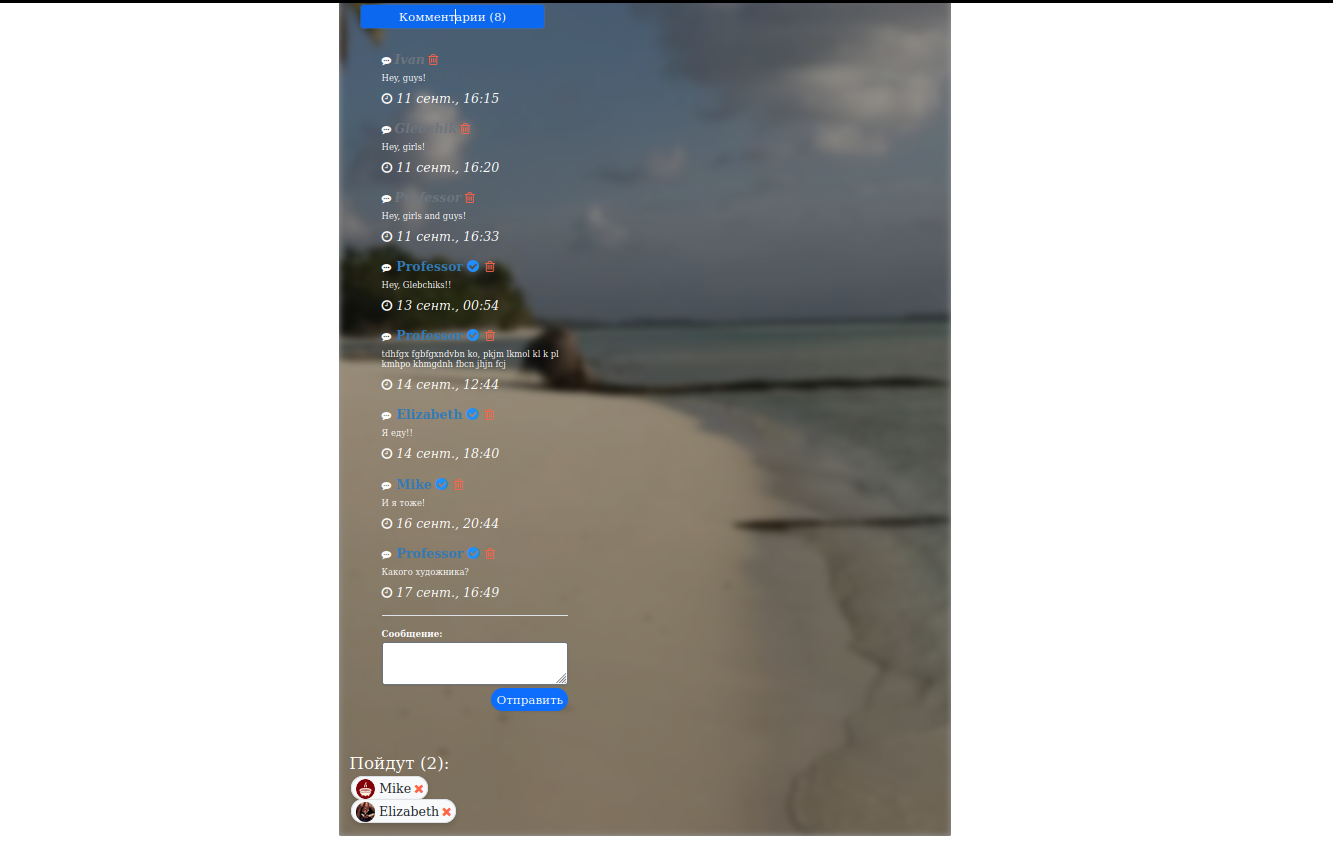 Комментарии (8)
Ivan
Hey, guys!
11 сент., 16:15
Glebchik
Hey, girls!
11 сент., 16:20
Professor
Hey, girls and guys!
11 сент., 16:33
Professor
Hey, Glebchiks!!
13 сент., 00:54
Professor
tdhfgx fgbfgxndvbn ko, pkjm lkmol kl k pl
kmhpo khmgdnh fbcn jhjn fcj
14 сент., 12:44
Elizabeth
Я еду!!
14 сент., 18:40
Mike
И я тоже!
16 сент., 20:44
Professor
Какого художника?
17 сент., 16:49
Сообщение:
Отправить
Пойдут (2):
Mike
Elizabeth